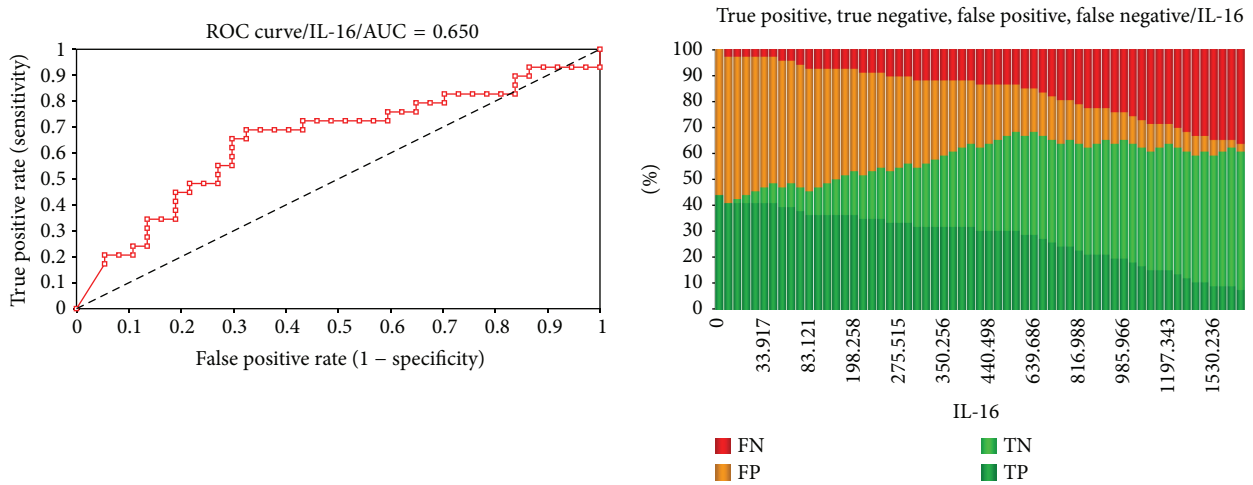 ROC curve/IL-16/AUC = 0.650
True positive rate (sensitivity)
1
0.9
0.8
0.7
0.6
0.5
0.4
0.3
0.2
0.1
0
0 0.1 0.2 0.3 0.4 0.5 0.6 0.7 0.8 0.9 1
False positive rate (1 − specificity)
True positive, true negative, false positive, false negative/IL-16
(%)
100
90
80
70
60
50
40
30
20
10
0
0 33.917 83.121 198.258 275.515 350.256 440.498 639.686 816.988 985.966 1197.343 1530.236
IL-16
FN TN
FP TP